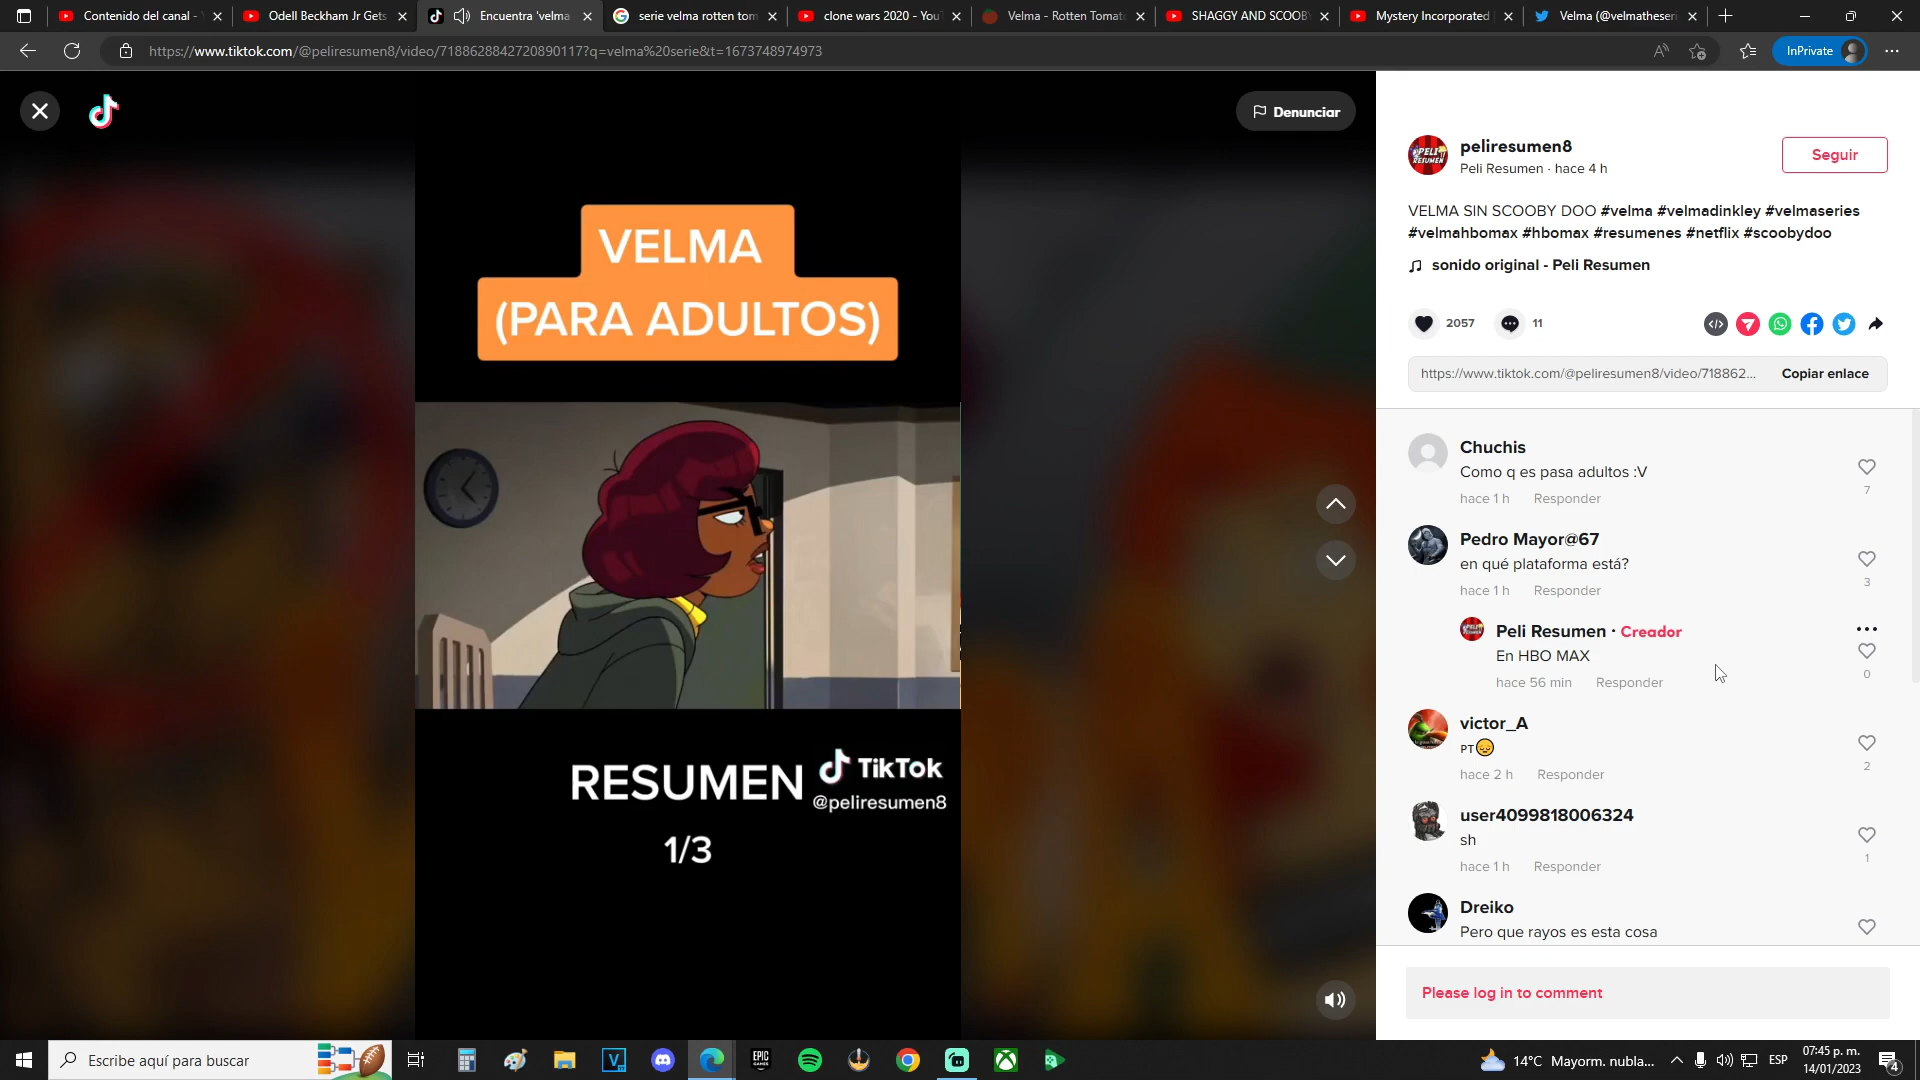 Contenido del canal -
Odell Beckham Jr Gets
Encuentra 'velma
serie velma rotten tom
clone wars 2020 - You
Velma - Rotten Tomato
SHAGGY AND SCOOB
Mystery Incorporated
Velma (@velmatheseri
https://www.tiktok.com/@peliresumen8/video/7188628842720890117?q=velma%20serie&t=1673748974973
InPrivate
Denunciar
VELMA
(PARA ADULTOS)
RESUMEN
TikTok
@peliresumen8
1/3
PELI
RESUMEN
peliresumen8
Peli Resumen · hace 4 h
Seguir
VELMA SIN SCOOBY DOO #velma #velmadinkley #velmaseries
#velmahbomax #hbomax #resumenes #netflix #scoobydoo
sonido original - Peli Resumen
2057
11
https://www.tiktok.com/@peliresumen8/video/718862...
Copiar enlace
Chuchis
Como q es pasa adultos :V
hace 1 h Responder
7
Pedro Mayor@67
en qué plataforma está?
hace 1 h Responder
3
Peli Resumen · Creador
En HBO MAX
hace 56 min Responder
0
victor_A
PT😔
hace 2 h Responder
2
user4099818006324
sh
hace 1 h Responder
1
Dreiko
Pero que rayos es esta cosa
Please log in to comment
Escribe aquí para buscar
EPIC
GAMES
14°C Mayorm. nubla...
ESP
07:45 p. m.
14/01/2023
4